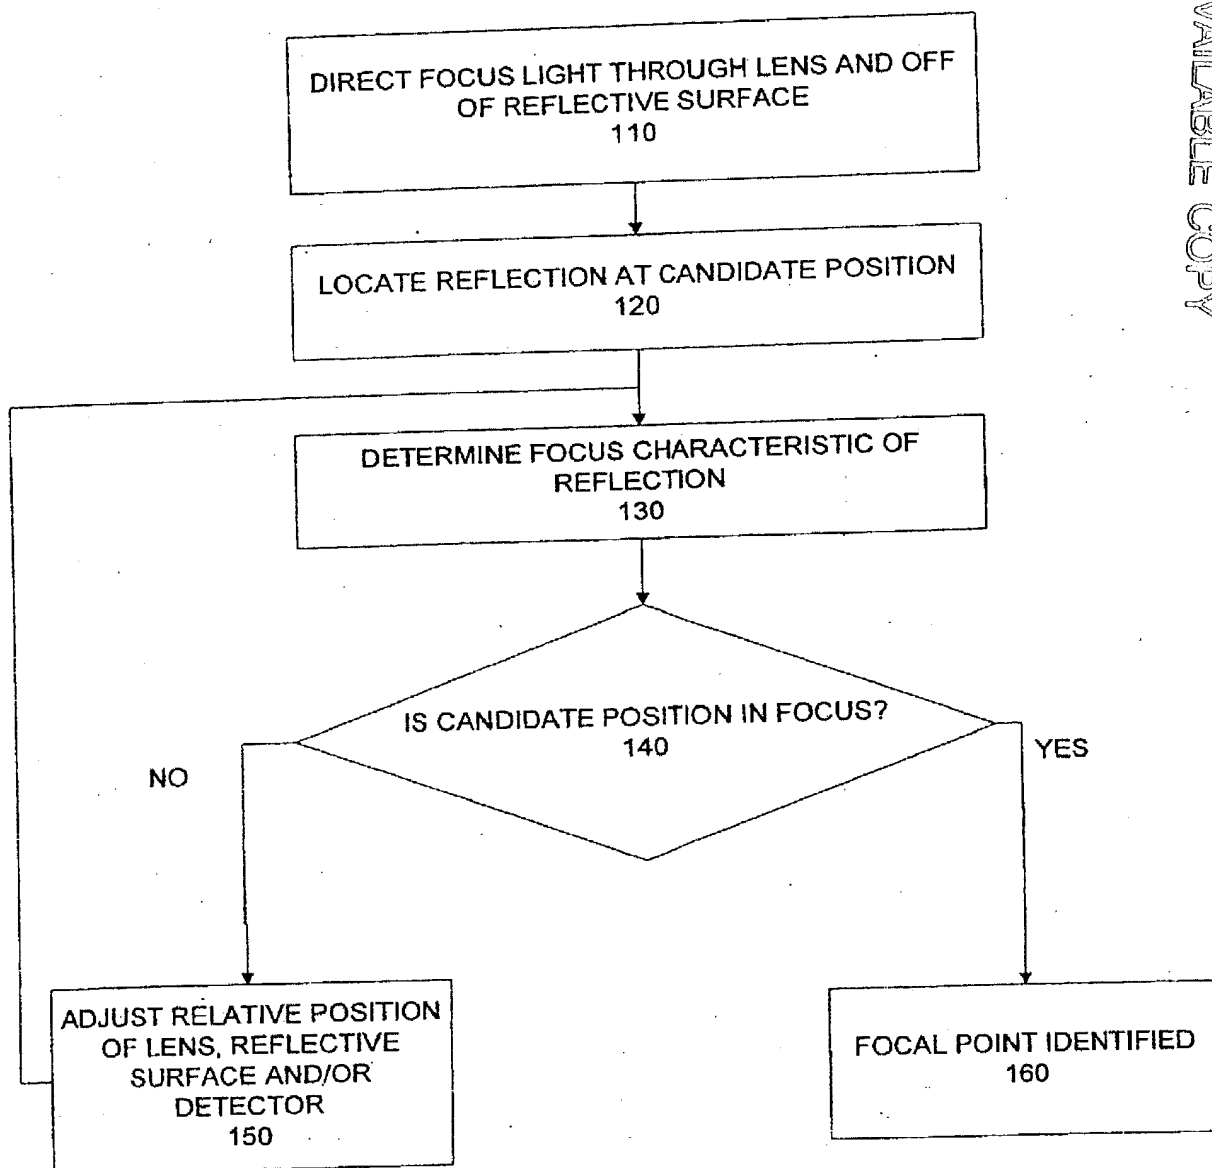 DIRECT FOCUS LIGHT THROUGH LENS AND OFF
OF REFLECTIVE SURFACE
110
LOCATE REFLECTION AT CANDIDATE POSITION
120
DETERMINE FOCUS CHARACTERISTIC OF
REFLECTION
130
IS CANDIDATE POSITION IN FOCUS?
140
NO
YES
ADJUST RELATIVE POSITION
OF LENS, REFLECTIVE
SURFACE AND/OR
DETECTOR
150
FOCAL POINT IDENTIFIED
160
COPY